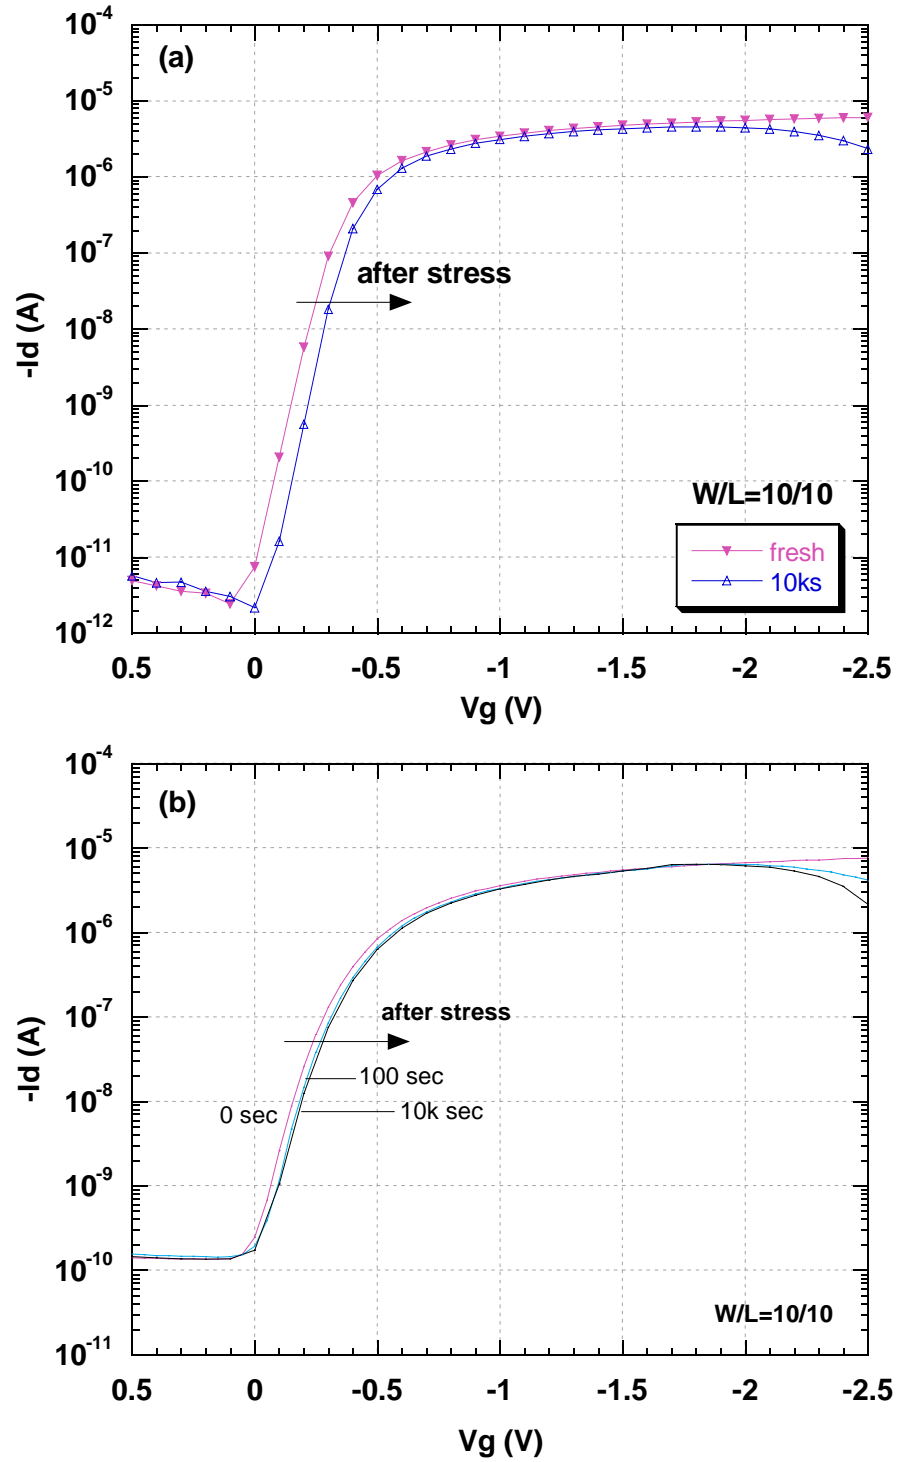 (a)
10⁻⁴
10⁻⁵
10⁻⁶
10⁻⁷
10⁻⁸
10⁻⁹
10⁻¹⁰
10⁻¹¹
10⁻¹²
-Id (A)
after stress
W/L=10/10
fresh
10ks
0.5 0 -0.5 -1 -1.5 -2 -2.5
Vg (V)
(b)
10⁻⁴
10⁻⁵
10⁻⁶
10⁻⁷
10⁻⁸
10⁻⁹
10⁻¹⁰
10⁻¹¹
-Id (A)
after stress
100 sec
0 sec
10k sec
W/L=10/10
0.5 0 -0.5 -1 -1.5 -2 -2.5
Vg (V)